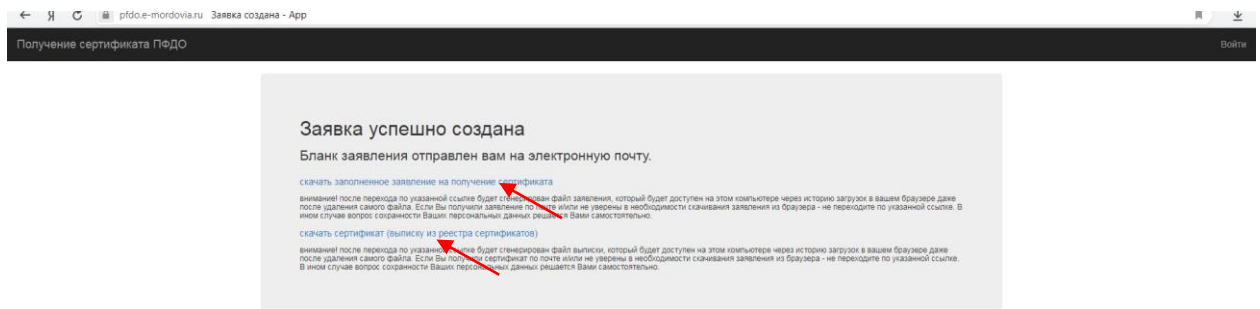 pfdo.e-mordovia.ru Заявка создана - App
Получение сертификата ПФДО
Войти
Заявка успешно создана
Бланк заявления отправлен вам на электронную почту.
скачать заполненное заявление на получение сертификата
внимание! после перехода по указанной ссылке будет сгенерирован файл заявления, который будет доступен на этом компьютере через историю загрузок в вашем браузере даже
после удаления самого файла. Если Вы получили заявление по почте и/или не уверены в необходимости скачивания заявления из браузера - не переходите по указанной ссылке. В
ином случае вопрос сохранности Ваших персональных данных решается Вами самостоятельно.
скачать сертификат (выписку из реестра сертификатов)
внимание! после перехода по указанной ссылке будет сгенерирован файл выписки, который будет доступен на этом компьютере через историю загрузок в вашем браузере даже
после удаления самого файла. Если Вы получили сертификат по почте и/или не уверены в необходимости скачивания заявления из браузера - не переходите по указанной ссылке.
В ином случае вопрос сохранности Ваших персональных данных решается Вами самостоятельно.